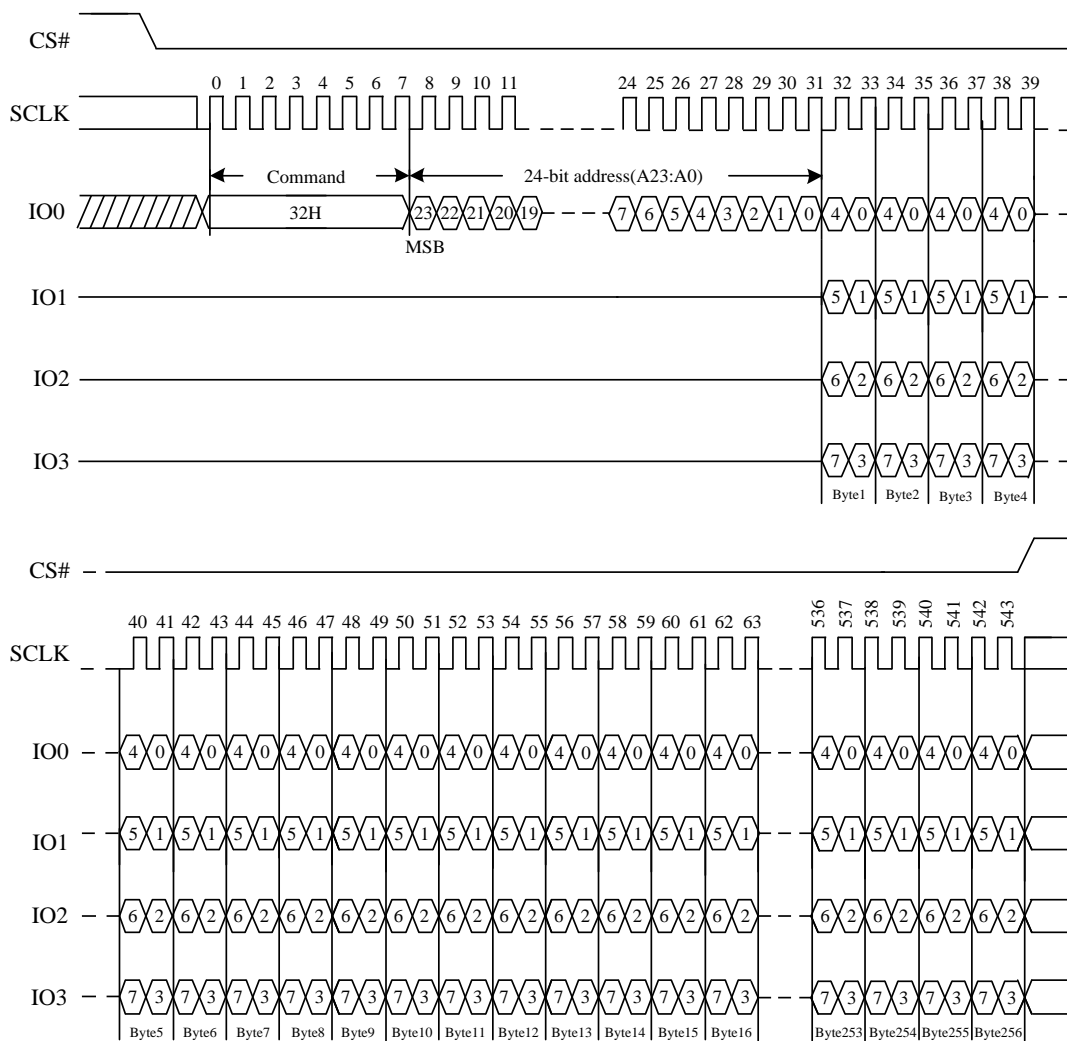 CS#
0 1 2 3 4 5 6 7 8 9 10 11 24 25 26 27 28 29 30 31 32 33 34 35 36 37 38 39
SCLK
Command 24-bit address(A23:A0)
IO0 32H 23 22 21 20 19 7 6 5 4 3 2 1 0 4 0 4 0 4 0 4 0
MSB
IO1 5 1 5 1 5 1 5 1
IO2 6 2 6 2 6 2 6 2
IO3 7 3 7 3 7 3 7 3
Byte1 Byte2 Byte3 Byte4
CS#
40 41 42 43 44 45 46 47 48 49 50 51 52 53 54 55 56 57 58 59 60 61 62 63 536 537 538 539 540 541 542 543
SCLK
IO0 4 0 4 0 4 0 4 0 4 0 4 0 4 0 4 0 4 0 4 0 4 0 4 0 4 0 4 0 4 0 4 0
IO1 5 1 5 1 5 1 5 1 5 1 5 1 5 1 5 1 5 1 5 1 5 1 5 1 5 1 5 1 5 1 5 1
IO2 6 2 6 2 6 2 6 2 6 2 6 2 6 2 6 2 6 2 6 2 6 2 6 2 6 2 6 2 6 2 6 2
IO3 7 3 7 3 7 3 7 3 7 3 7 3 7 3 7 3 7 3 7 3 7 3 7 3 7 3 7 3 7 3 7 3
Byte5 Byte6 Byte7 Byte8 Byte9 Byte10 Byte11 Byte12 Byte13 Byte14 Byte15 Byte16 Byte253 Byte254 Byte255 Byte256